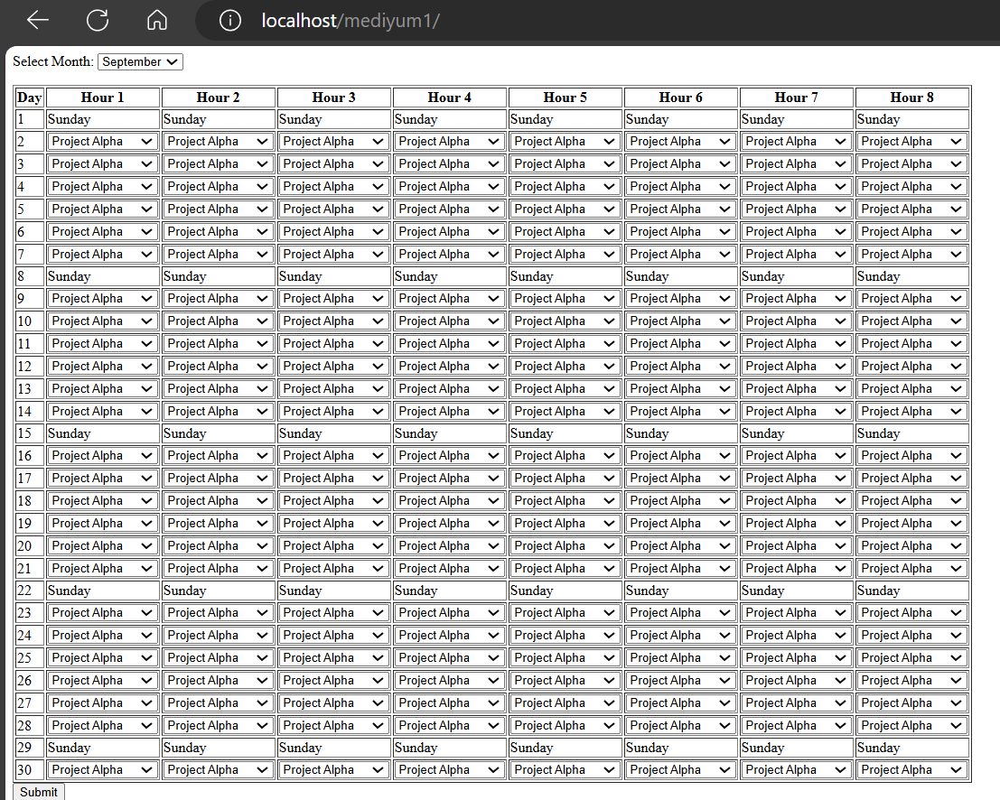 localhost/mediyum1/
Select Month: September
Day Hour 1 Hour 2 Hour 3 Hour 4 Hour 5 Hour 6 Hour 7 Hour 8
1 Sunday Sunday Sunday Sunday Sunday Sunday Sunday Sunday
2 Project Alpha Project Alpha Project Alpha Project Alpha Project Alpha Project Alpha Project Alpha Project Alpha
3 Project Alpha Project Alpha Project Alpha Project Alpha Project Alpha Project Alpha Project Alpha Project Alpha
4 Project Alpha Project Alpha Project Alpha Project Alpha Project Alpha Project Alpha Project Alpha Project Alpha
5 Project Alpha Project Alpha Project Alpha Project Alpha Project Alpha Project Alpha Project Alpha Project Alpha
6 Project Alpha Project Alpha Project Alpha Project Alpha Project Alpha Project Alpha Project Alpha Project Alpha
7 Project Alpha Project Alpha Project Alpha Project Alpha Project Alpha Project Alpha Project Alpha Project Alpha
8 Sunday Sunday Sunday Sunday Sunday Sunday Sunday Sunday
9 Project Alpha Project Alpha Project Alpha Project Alpha Project Alpha Project Alpha Project Alpha Project Alpha
10 Project Alpha Project Alpha Project Alpha Project Alpha Project Alpha Project Alpha Project Alpha Project Alpha
11 Project Alpha Project Alpha Project Alpha Project Alpha Project Alpha Project Alpha Project Alpha Project Alpha
12 Project Alpha Project Alpha Project Alpha Project Alpha Project Alpha Project Alpha Project Alpha Project Alpha
13 Project Alpha Project Alpha Project Alpha Project Alpha Project Alpha Project Alpha Project Alpha Project Alpha
14 Project Alpha Project Alpha Project Alpha Project Alpha Project Alpha Project Alpha Project Alpha Project Alpha
15 Sunday Sunday Sunday Sunday Sunday Sunday Sunday Sunday
16 Project Alpha Project Alpha Project Alpha Project Alpha Project Alpha Project Alpha Project Alpha Project Alpha
17 Project Alpha Project Alpha Project Alpha Project Alpha Project Alpha Project Alpha Project Alpha Project Alpha
18 Project Alpha Project Alpha Project Alpha Project Alpha Project Alpha Project Alpha Project Alpha Project Alpha
19 Project Alpha Project Alpha Project Alpha Project Alpha Project Alpha Project Alpha Project Alpha Project Alpha
20 Project Alpha Project Alpha Project Alpha Project Alpha Project Alpha Project Alpha Project Alpha Project Alpha
21 Project Alpha Project Alpha Project Alpha Project Alpha Project Alpha Project Alpha Project Alpha Project Alpha
22 Sunday Sunday Sunday Sunday Sunday Sunday Sunday Sunday
23 Project Alpha Project Alpha Project Alpha Project Alpha Project Alpha Project Alpha Project Alpha Project Alpha
24 Project Alpha Project Alpha Project Alpha Project Alpha Project Alpha Project Alpha Project Alpha Project Alpha
25 Project Alpha Project Alpha Project Alpha Project Alpha Project Alpha Project Alpha Project Alpha Project Alpha
26 Project Alpha Project Alpha Project Alpha Project Alpha Project Alpha Project Alpha Project Alpha Project Alpha
27 Project Alpha Project Alpha Project Alpha Project Alpha Project Alpha Project Alpha Project Alpha Project Alpha
28 Project Alpha Project Alpha Project Alpha Project Alpha Project Alpha Project Alpha Project Alpha Project Alpha
29 Sunday Sunday Sunday Sunday Sunday Sunday Sunday Sunday
30 Project Alpha Project Alpha Project Alpha Project Alpha Project Alpha Project Alpha Project Alpha Project Alpha
Submit